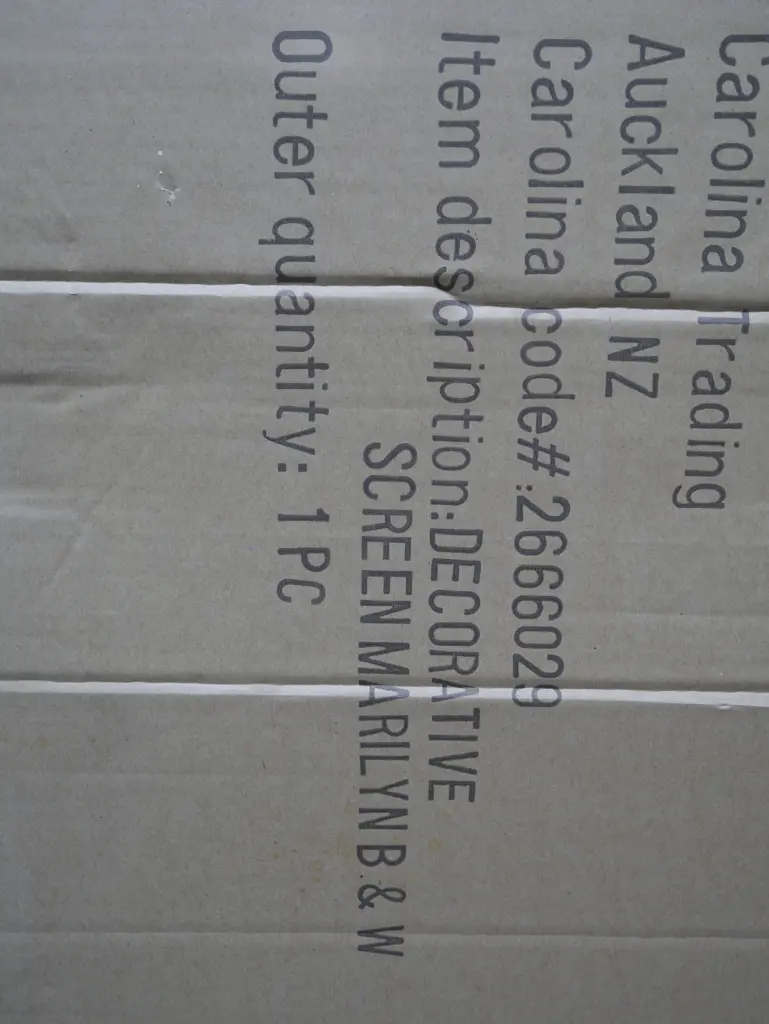 Carolina Trading
Auckland NZ
Carolina code#:2666029
Item description:DECORATIVE
SCREEN MARILYN B & W
Outer quantity: 1 PC